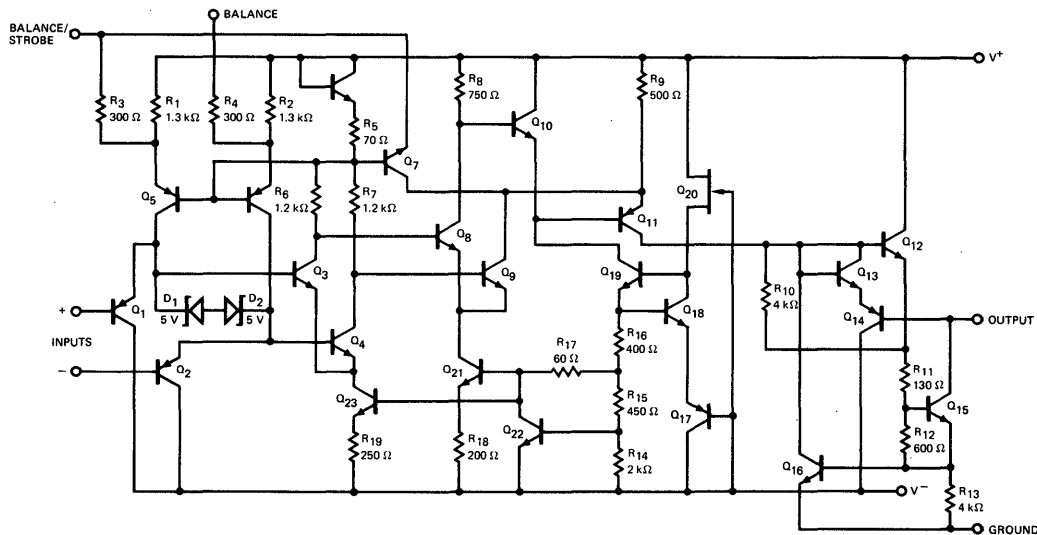 BALANCE
BALANCE/
STROBE
V+
R3
300 Ω
R1
1.3 kΩ
R4
300 Ω
R2
1.3 kΩ
R5
70 Ω
R8
750 Ω
Q10
R9
500 Ω
Q7
Q5
R6
1.2 kΩ
R7
1.2 kΩ
Q20
Q11
Q8
Q12
Q3
Q9
Q19
Q13
R10
4 kΩ
D1
5 V
D2
5 V
Q1
+
INPUTS
−
Q18
Q14
OUTPUT
Q4
Q2
R16
400 Ω
R17
60 Ω
Q21
R11
130 Ω
Q23
R15
450 Ω
Q15
Q22
Q17
R12
600 Ω
R19
250 Ω
R18
200 Ω
R14
2 kΩ
Q16
V−
R13
4 kΩ
GROUND